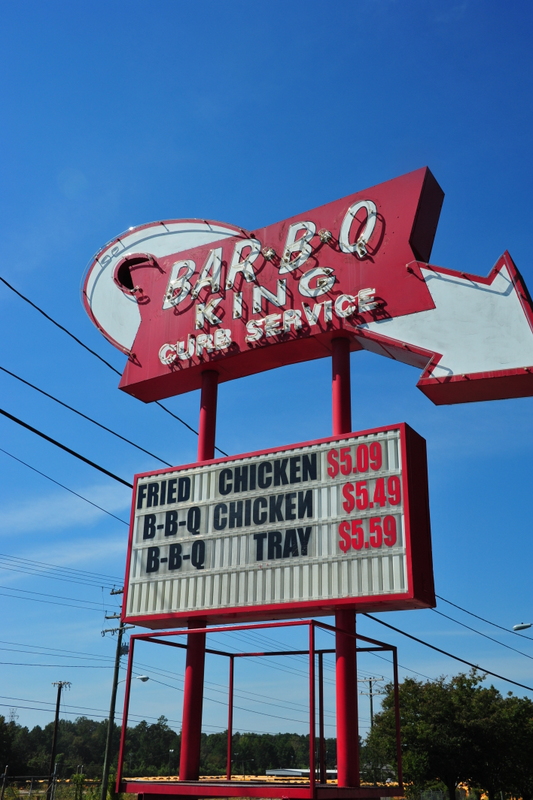 BAR-B-Q
KING
CURB SERVICE
FRIED CHICKEN $5.09
B-B-Q CHICKEN $5.49
B-B-Q TRAY $5.59